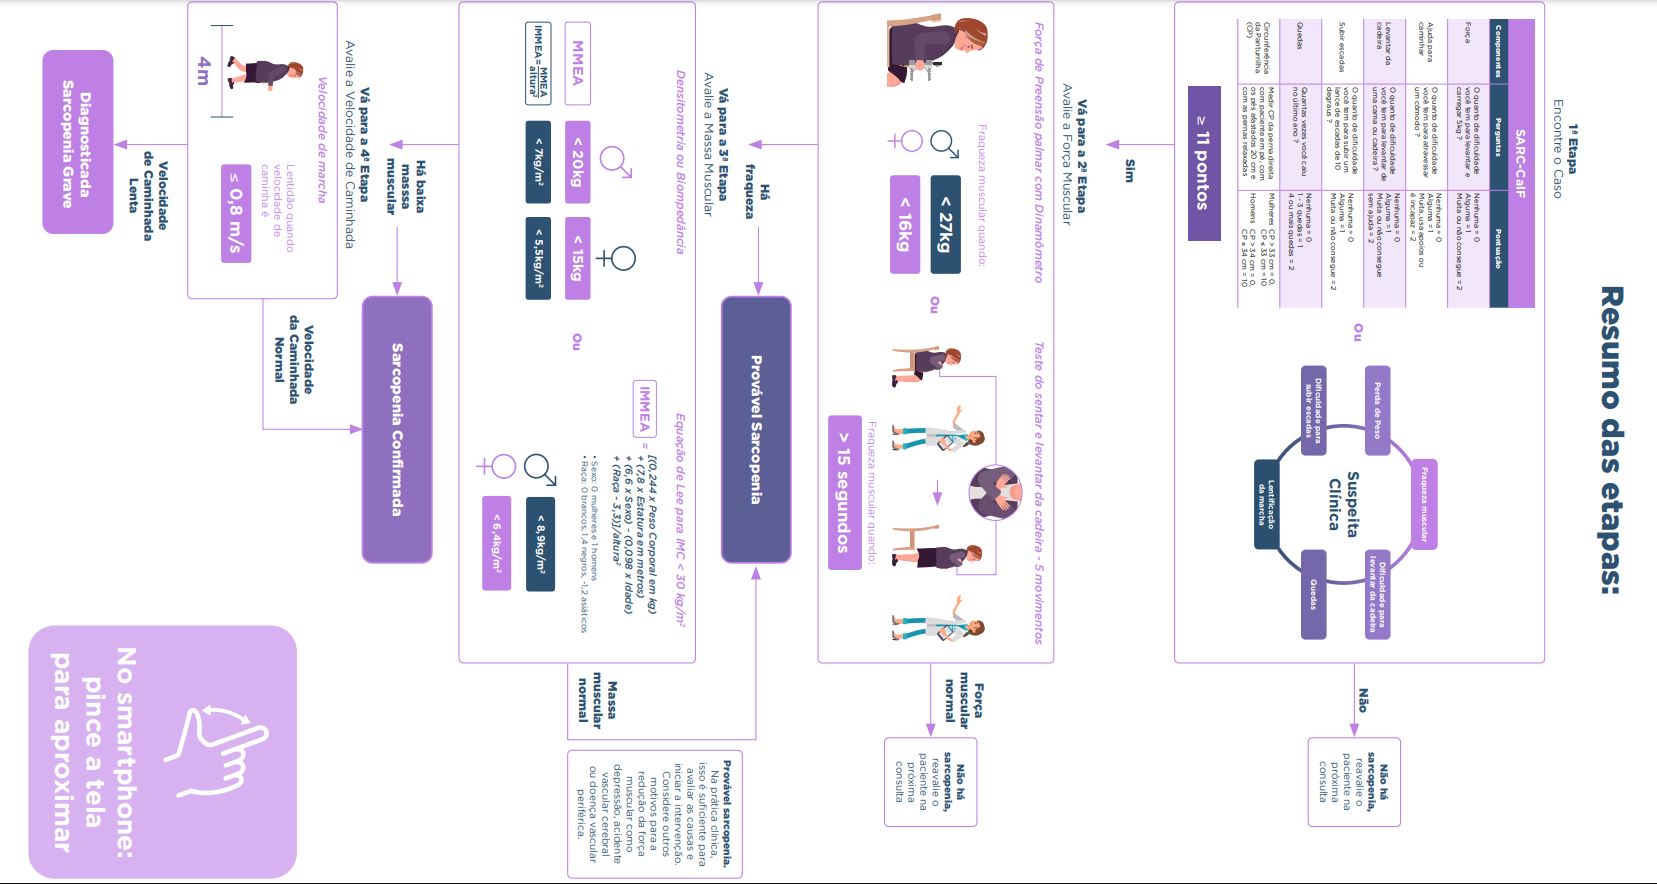 Resumo das etapas:
1ª Etapa
Encontre o Caso
SARC-CalF
Componentes Perguntas Pontuação
Força
O quanto de dificuldade
você tem para levantar e
carregar 5kg ?
Nenhuma = 0
Alguma = 1
Muita ou não consegue = 2
Ajuda para
caminhar
O quanto de dificuldade
você tem para atravessar
um cômodo ?
Nenhuma = 0
Alguma = 1
Muita, usa apoios ou
é incapaz = 2
Levantar da
cadeira
O quanto de dificuldade
você tem para levantar de
uma cama ou cadeira ?
Nenhuma = 0
Alguma = 1
Muita ou não consegue
sem ajuda = 2
Subir escadas
O quanto de dificuldade
você tem para subir um
lance de escadas de 10
degraus ?
Nenhuma = 0
Alguma = 1
Muita ou não consegue = 2
Quedas
Quantas vezes você caiu
no último ano ?
Nenhuma = 0
1 - 3 quedas = 1
4 ou mais quedas = 2
Circunferência
da Panturrilha
(CP)
Medir CP da perna direita
com paciente em pé, com
os pés afastados 20 cm e
com as pernas relaxadas
Mulheres CP > 33 cm = 0,
CP ≤ 33 cm = 10
Homens CP > 34 cm = 0,
CP ≤ 34 cm = 10
≥ 11 pontos
Ou
Suspeita
Clínica
Fraqueza muscular
Dificuldade para
levantar da cadeira
Quedas
Lentificação
da marcha
Dificuldade para
subir escadas
Perda de Peso
Não
Não há
sarcopenia,
reavalie o
paciente na
próxima
consulta
Sim
Vá para a 2ª Etapa
Avalie a Força Muscular
Força de Preensão palmar com Dinamômetro
Fraqueza muscular quando:
< 27kg
< 16kg
Ou
Teste do sentar e levantar da cadeira - 5 movimentos
Fraqueza muscular quando:
> 15 segundos
Força
muscular
normal
Não há
sarcopenia,
reavalie o
paciente na
próxima
consulta
Há
fraqueza
Provável Sarcopenia
Vá para a 3ª Etapa
Avalie a Massa Muscular
Densitometria ou Biompedância
MMEA
< 20kg
< 15kg
IMMEA= MMEA
altura²
< 7kg/m²
< 5,5kg/m²
Ou
Equação de Lee para IMC < 30 kg/m²
IMMEA = [(0,244 x Peso Corporal em kg)
+ (7,8 x Estatura em metros)
+ (6,6 x Sexo) - (0,098 x Idade)
+ (Raça - 3,3)]/altura²
• Sexo: 0 mulheres e 1 homens
• Raça: 0 brancos, 1,4 negros, -1,2 asiáticos
< 8,9kg/m²
< 6,4kg/m²
Massa
muscular
normal
Provável sarcopenia.
Na prática clínica,
isso é suficiente para
avaliar as causas e
iniciar a intervenção.
Considere outros
motivos para a
redução da força
muscular como
depressão, acidente
vascular cerebral
ou doença vascular
periférica.
Há baixa
masssa
muscular
Sarcopenia Confirmada
Vá para a 4ª Etapa
Avalie a Velocidade de Caminhada
Velocidade de marcha
Lentidão quando
velocidade de
caminha é
≤ 0,8 m/s
4m
Velocidade
da Caminhada
Normal
Velocidade
de Caminhada
Lenta
Diagnosticada
Sarcopenia Grave
No smartphone:
pince a tela
para aproximar